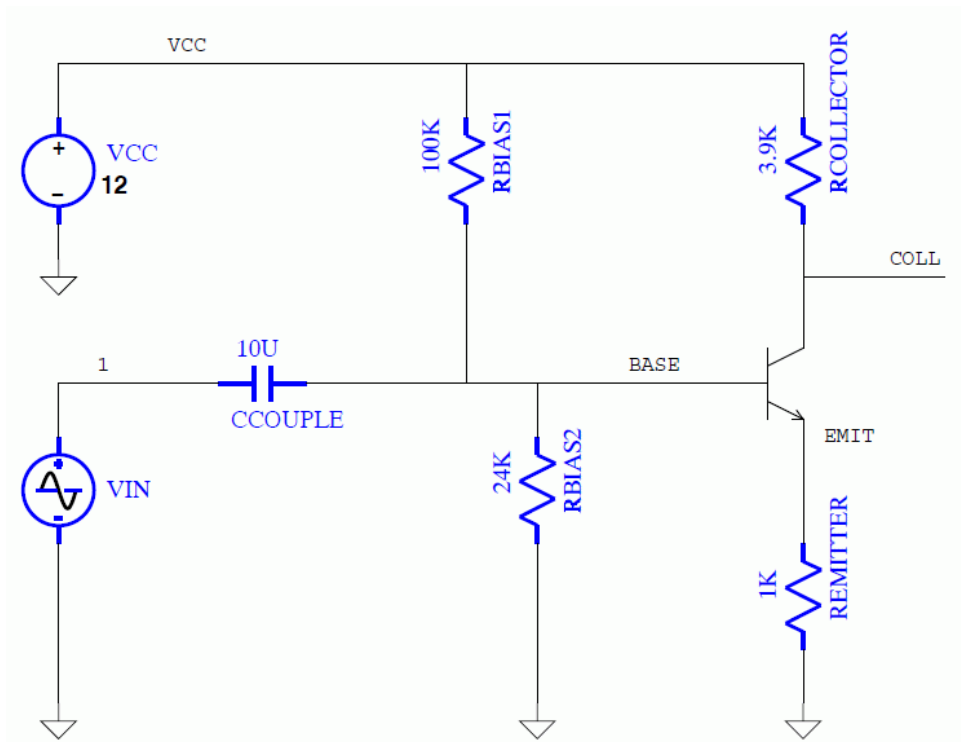 VCC
VCC
12
+
−
100K
RBIAS1
3.9K
RCOLLECTOR
COLL
1
10U
CCOUPLE
BASE
EMIT
VIN
24K
RBIAS2
1K
REMITTER